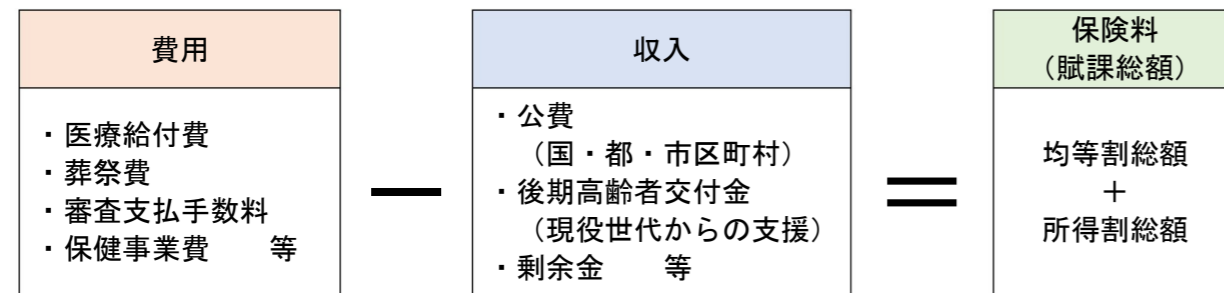 費用
・医療給付費
・葬祭費
・審査支払手数料
・保健事業費　　等
ー
収入
・公費
（国・都・市区町村）
・後期高齢者交付金
（現役世代からの支援）
・剰余金　　等
＝
保険料
（賦課総額）
均等割総額
＋
所得割総額